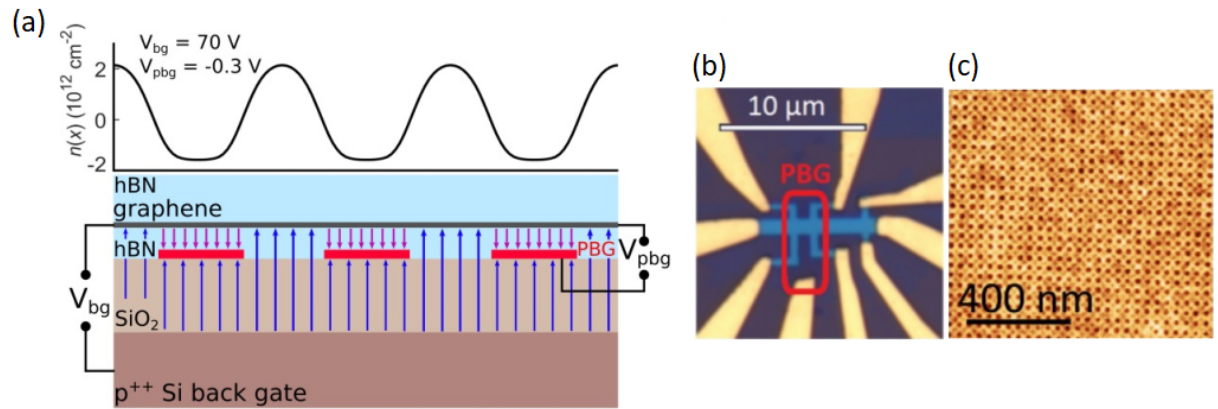 (a)
V_bg = 70 V
V_pbg = -0.3 V
n(x) (10^12 cm^-2)
2
0
-2
hBN
graphene
hBN
PBG
V_bg
V_pbg
SiO_2
p^++ Si back gate
(b)
10 μm
PBG
(c)
400 nm